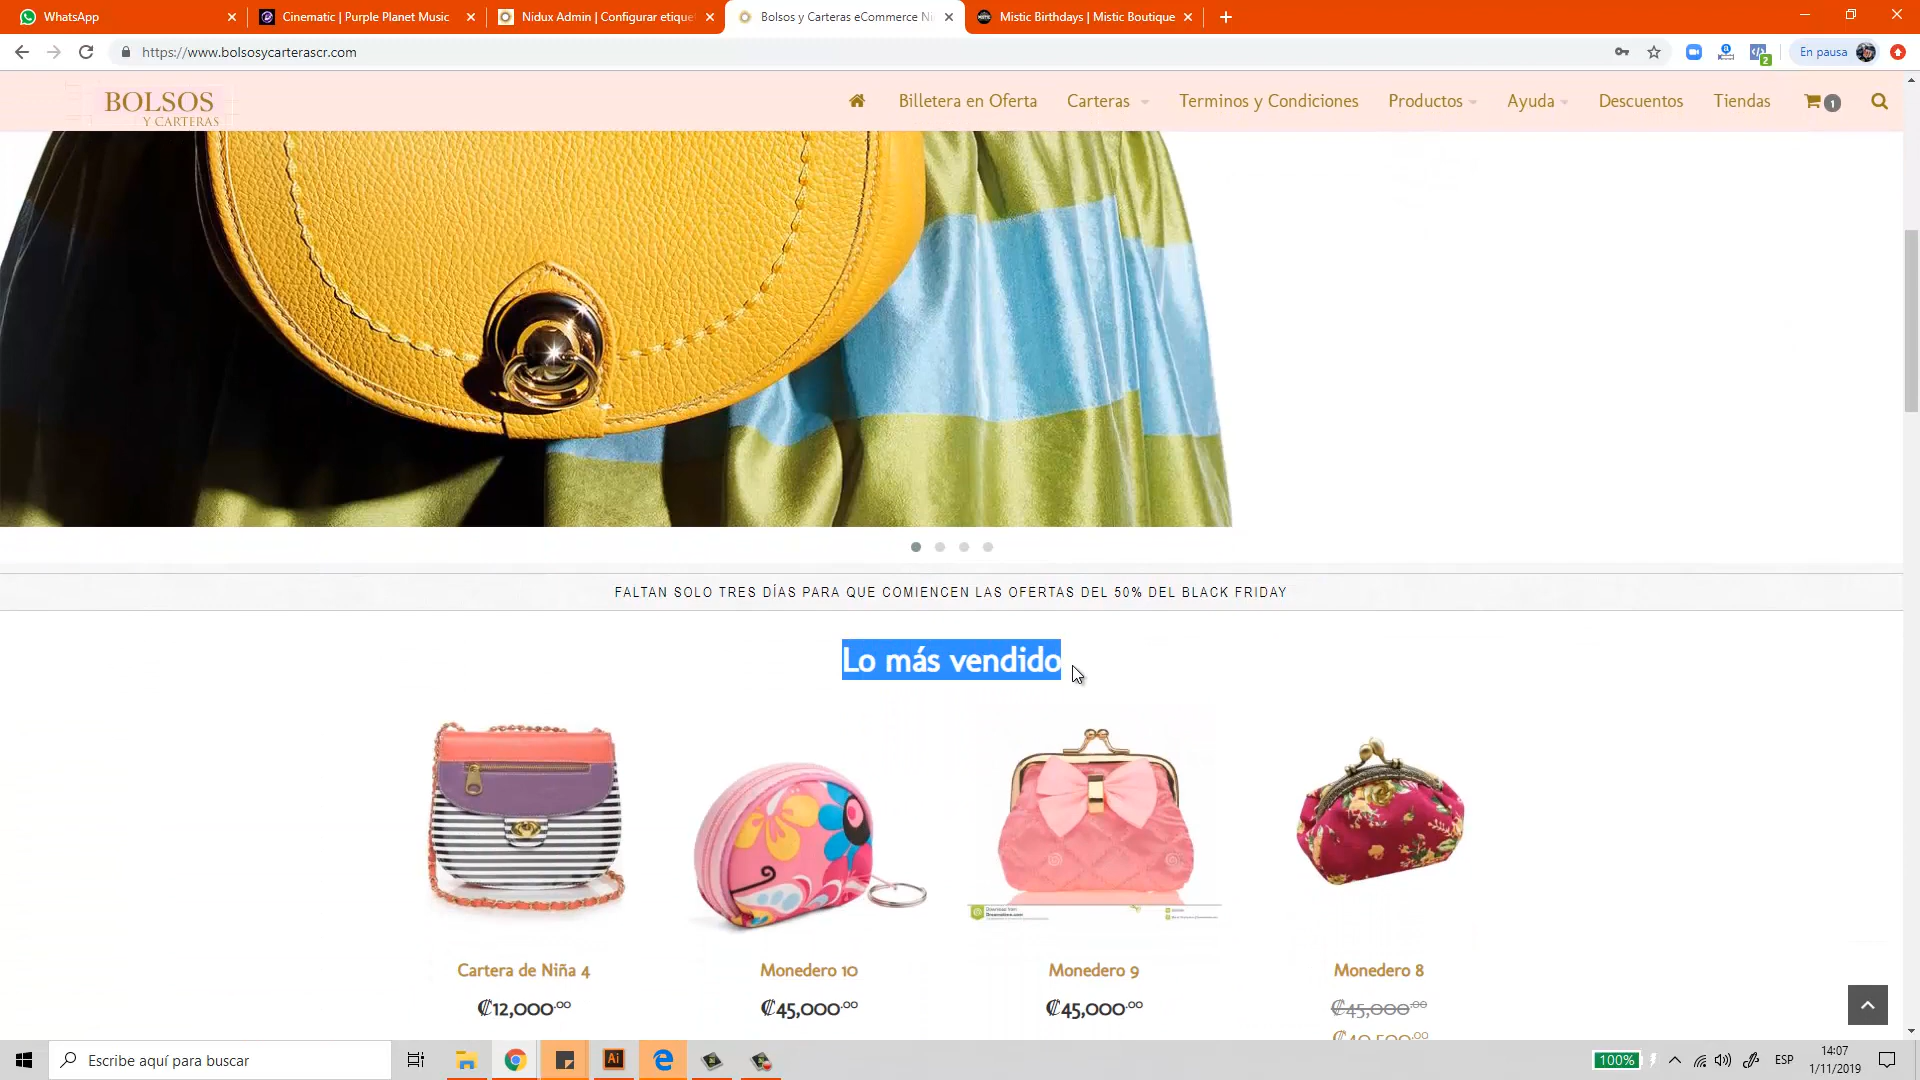 WhatsApp
Cinematic | Purple Planet Music
Nidux Admin | Configurar etique
Bolsos y Carteras eCommerce Ni
Mistic Birthdays | Mistic Boutique
https://www.bolsosycarterascr.com
2
En pausa
BOLSOS
Y CARTERAS
Billetera en Oferta
Carteras
Terminos y Condiciones
Productos
Ayuda
Descuentos
Tiendas
1
FALTAN SOLO TRES DÍAS PARA QUE COMIENCEN LAS OFERTAS DEL 50% DEL BLACK FRIDAY
Lo más vendido
Cartera de Niña 4
Monedero 10
Monedero 9
Monedero 8
₡12,000.00
₡45,000.00
₡45,000.00
₡45,000.00
Escribe aquí para buscar
Ai
100%
ESP
14:07
1/11/2019